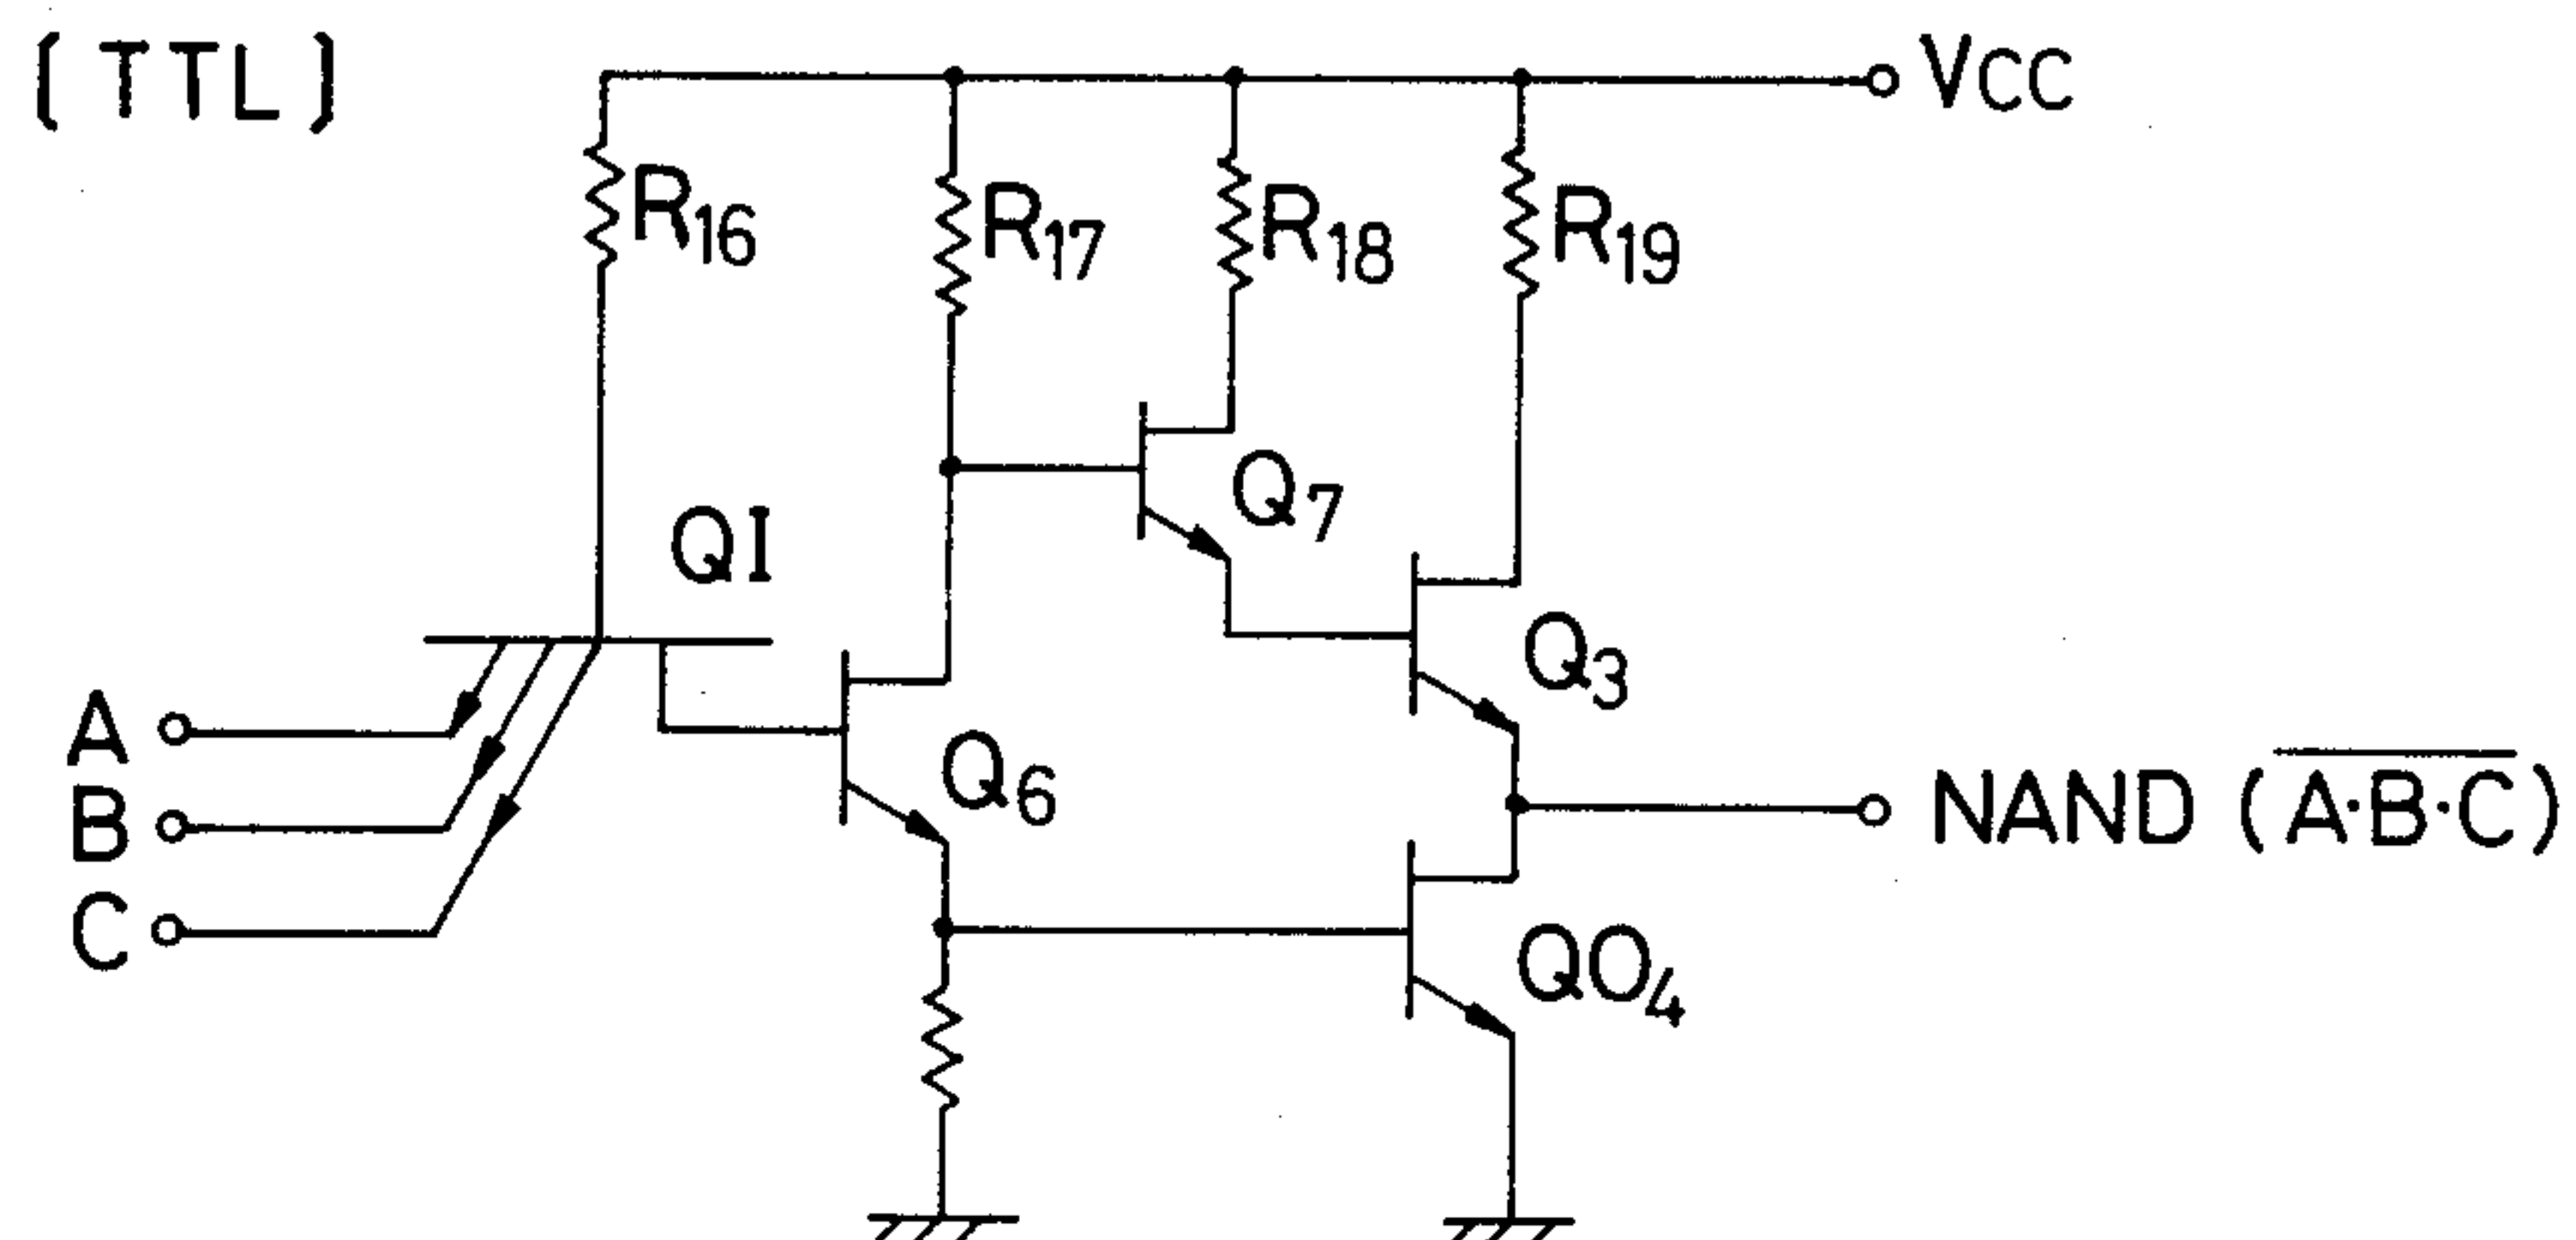 [TTL]
VCC
R16
R17
R18
R19
QI
Q7
Q3
A
B
C
Q6
NAND (A·B·C)
QO4